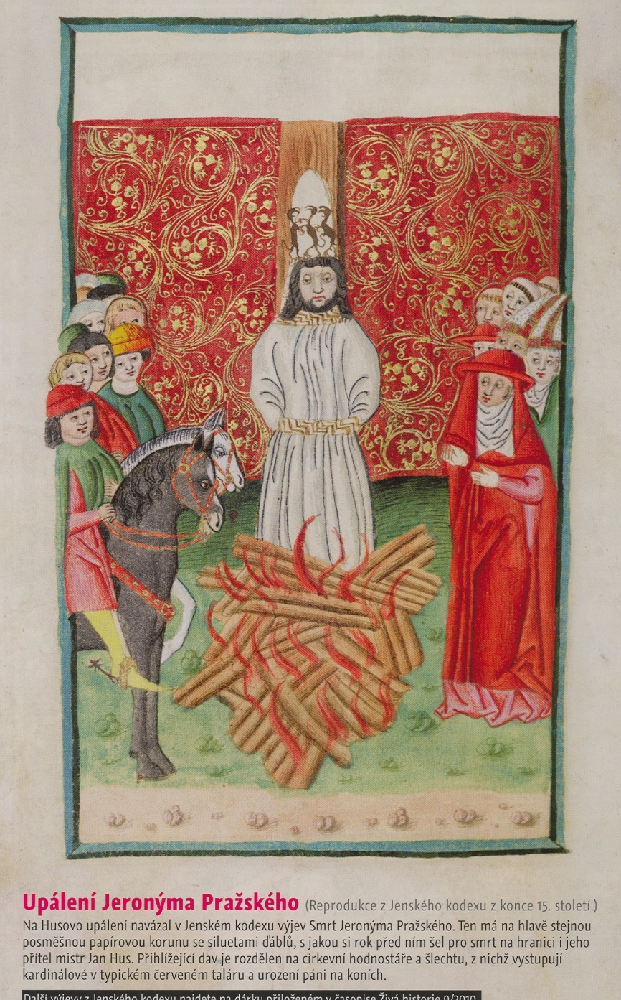 Upálení Jeronýma Pražského (Reprodukce z Jenského kodexu z konce 15. století.)
Na Husovo upálení navázal v Jenském kodexu výjev Smrt Jeronýma Pražského. Ten má na hlavě stejnou
posměšnou papírovou korunu se siluetami ďáblů, s jakou si rok před ním šel pro smrt na hranici i jeho
přítel mistr Jan Hus. Přihlížející dav je rozdělen na církevní hodnostáře a šlechtu, z nichž vystupují
kardinálové v typickém červeném taláru a urození páni na koních.
Další výjevy z Jenského kodexu najdete na dárku přiloženém v časopise Živá historie 9/2010